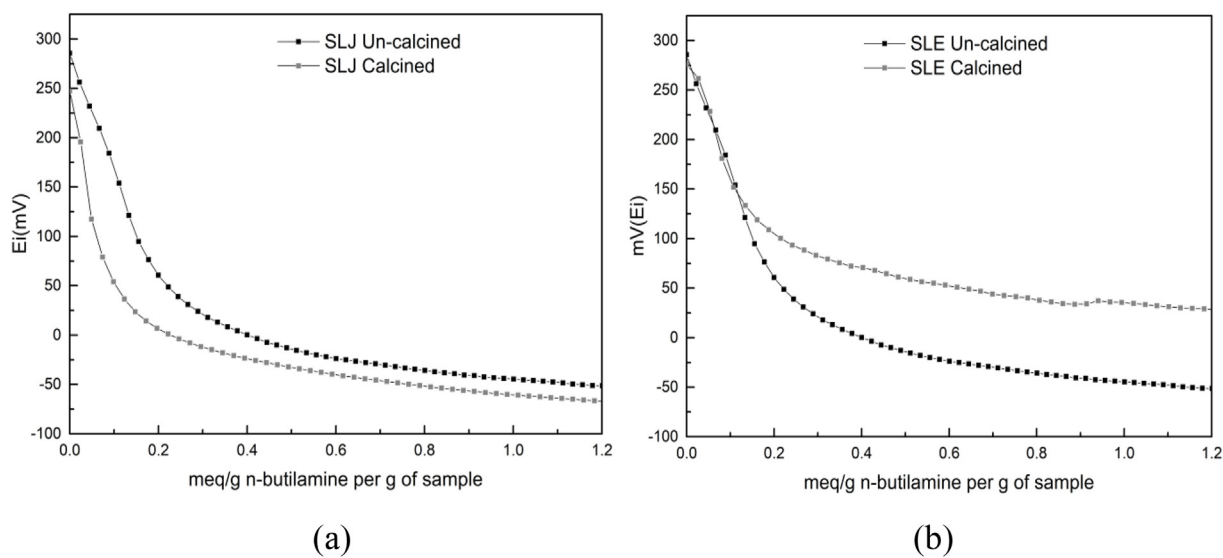 300
250
200
150
100
50
0
-50
-100
0.0 0.2 0.4 0.6 0.8 1.0 1.2
Ei(mV)
SLJ Un-calcined
SLJ Calcined
meq/g n-butilamine per g of sample
(a)
300
250
200
150
100
50
0
-50
-100
0.0 0.2 0.4 0.6 0.8 1.0 1.2
mV(Ei)
SLE Un-calcined
SLE Calcined
meq/g n-butilamine per g of sample
(b)